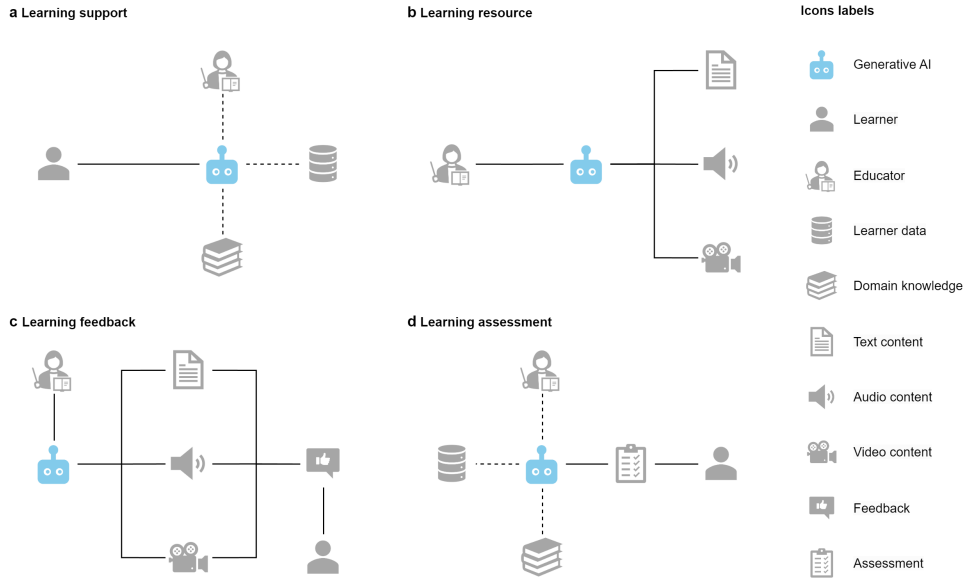 a Learning support
b Learning resource
c Learning feedback
d Learning assessment
Icons labels
Generative AI
Learner
Educator
Learner data
Domain knowledge
Text content
Audio content
Video content
Feedback
Assessment